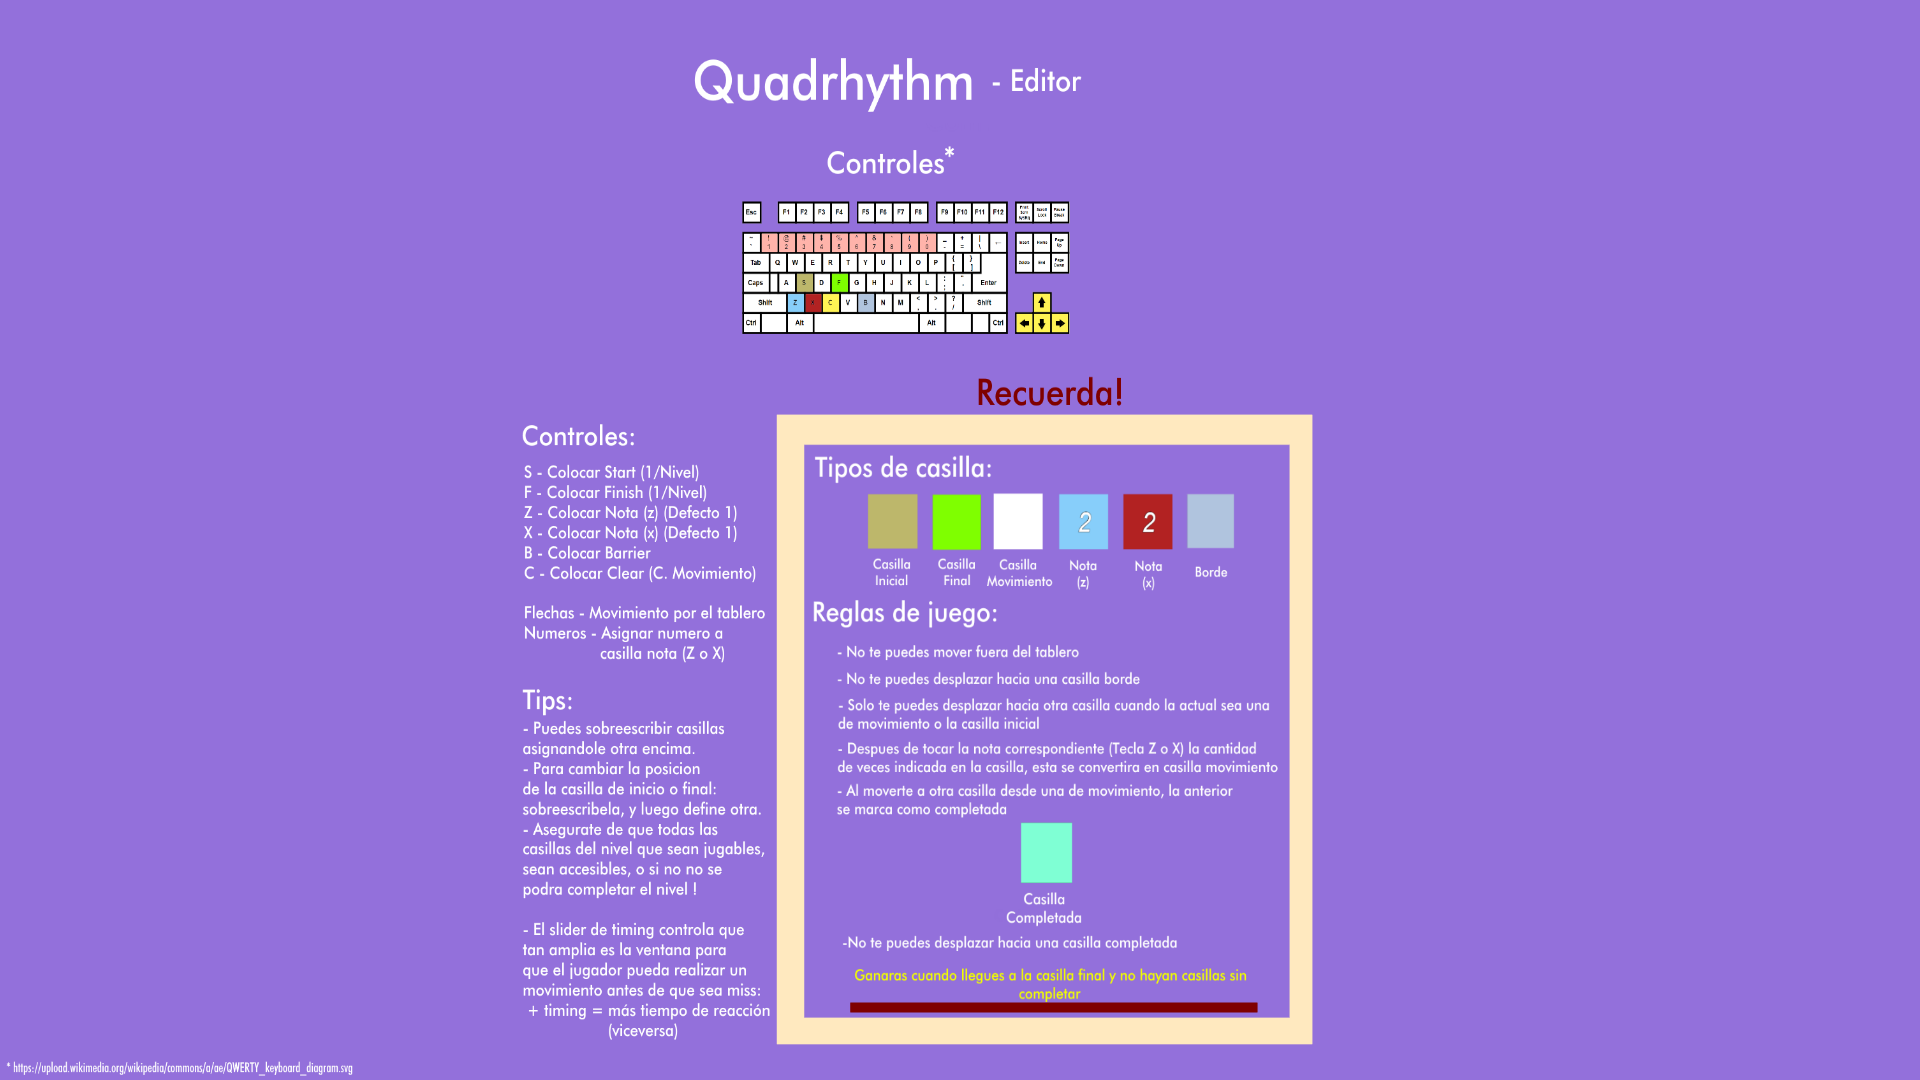 Quadrhythm - Editor
Controles*
Esc F1 F2 F3 F4 F5 F6 F7 F8 F9 F10 F11 F12
Tab Q W E R T Y U I O P { [ } ]
Caps A S D F G H J K L Enter
Shift Z X C V B N M < , > . ? / Shift
Ctrl Alt Alt Ctrl
Recuerda!
Controles:
S - Colocar Start (1/Nivel)
F - Colocar Finish (1/Nivel)
Z - Colocar Nota (z) (Defecto 1)
X - Colocar Nota (x) (Defecto 1)
B - Colocar Barrier
C - Colocar Clear (C. Movimiento)
Flechas - Movimiento por el tablero
Numeros - Asignar numero a
casilla nota (Z o X)
Tips:
- Puedes sobreescribir casillas
asignandole otra encima.
- Para cambiar la posicion
de la casilla de inicio o final:
sobreescribela, y luego define otra.
- Asegurate de que todas las
casillas del nivel que sean jugables,
sean accesibles, o si no no se
podra completar el nivel !
- El slider de timing controla que
tan amplia es la ventana para
que el jugador pueda realizar un
movimiento antes de que sea miss:
+ timing = más tiempo de reacción
(viceversa)
Tipos de casilla:
2 2
Casilla Inicial
Casilla Final
Casilla Movimiento
Nota (z)
Nota (x)
Borde
Reglas de juego:
- No te puedes mover fuera del tablero
- No te puedes desplazar hacia una casilla borde
- Solo te puedes desplazar hacia otra casilla cuando la actual sea una
de movimiento o la casilla inicial
- Despues de tocar la nota correspondiente (Tecla Z o X) la cantidad
de veces indicada en la casilla, esta se convertira en casilla movimiento
- Al moverte a otra casilla desde una de movimiento, la anterior
se marca como completada
Casilla
Completada
-No te puedes desplazar hacia una casilla completada
Ganaras cuando llegues a la casilla final y no hayan casillas sin
completar
* https://upload.wikimedia.org/wikipedia/commons/a/ae/QWERTY_keyboard_diagram.svg